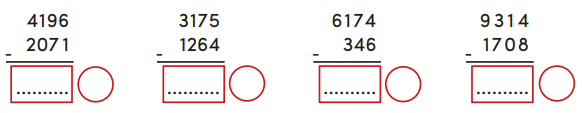 4196 3175 6174 9314
- 2071 - 1264 - 346 - 1708
.......... .......... .......... ..........